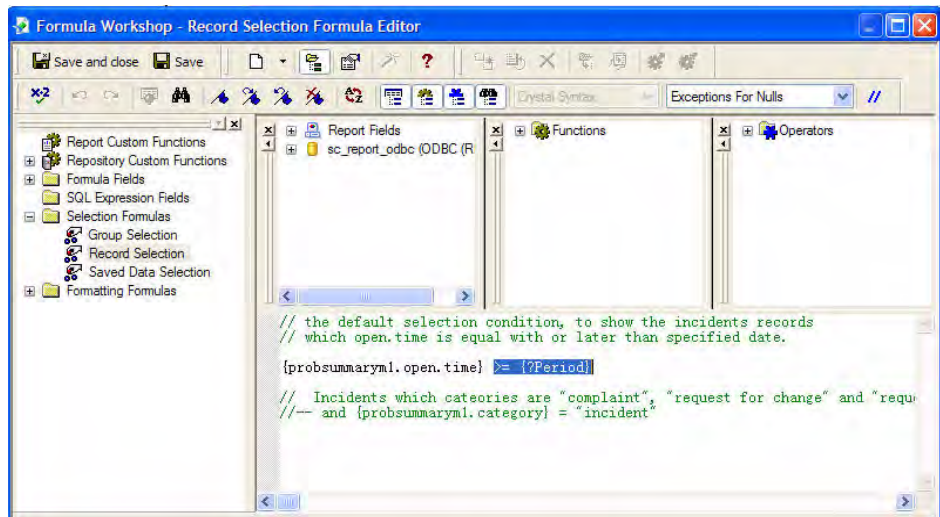 Formula Workshop - Record Selection Formula Editor
Save and close Save
Crystal Syntax Exceptions For Nulls //
Report Custom Functions
Repository Custom Functions
Formula Fields
SQL Expression Fields
Selection Formulas
Group Selection
Record Selection
Saved Data Selection
Formatting Formulas
Report Fields
sc_report_odbc (ODBC (R
Functions
Operators
// the default selection condition, to show the incidents records
// which open.time is equal with or later than specified date.
{probsummarym1.open.time} >= {?Period}
// Incidents which cateories are "complaint", "request for change" and "reque
//-- and {probsummarym1.category} = "incident"